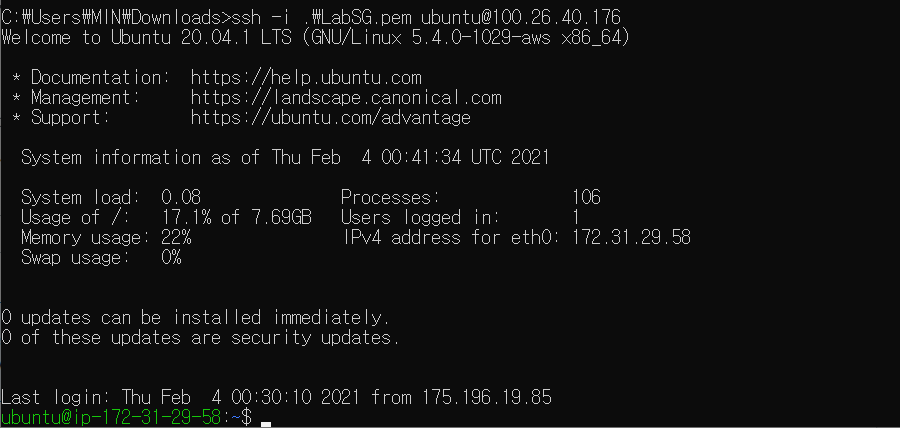 C:₩Users₩MIN₩Downloads>ssh -i .₩LabSG.pem ubuntu@100.26.40.176
Welcome to Ubuntu 20.04.1 LTS (GNU/Linux 5.4.0-1029-aws x86_64)
* Documentation:  https://help.ubuntu.com
* Management:     https://landscape.canonical.com
* Support:        https://ubuntu.com/advantage
System information as of Thu Feb  4 00:41:34 UTC 2021
System load:  0.08              Processes:             106
Usage of /:   17.1% of 7.69GB   Users logged in:       1
Memory usage: 22%               IPv4 address for eth0: 172.31.29.58
Swap usage:   0%
0 updates can be installed immediately.
0 of these updates are security updates.
Last login: Thu Feb  4 00:30:10 2021 from 175.196.19.85
ubuntu@ip-172-31-29-58:~$